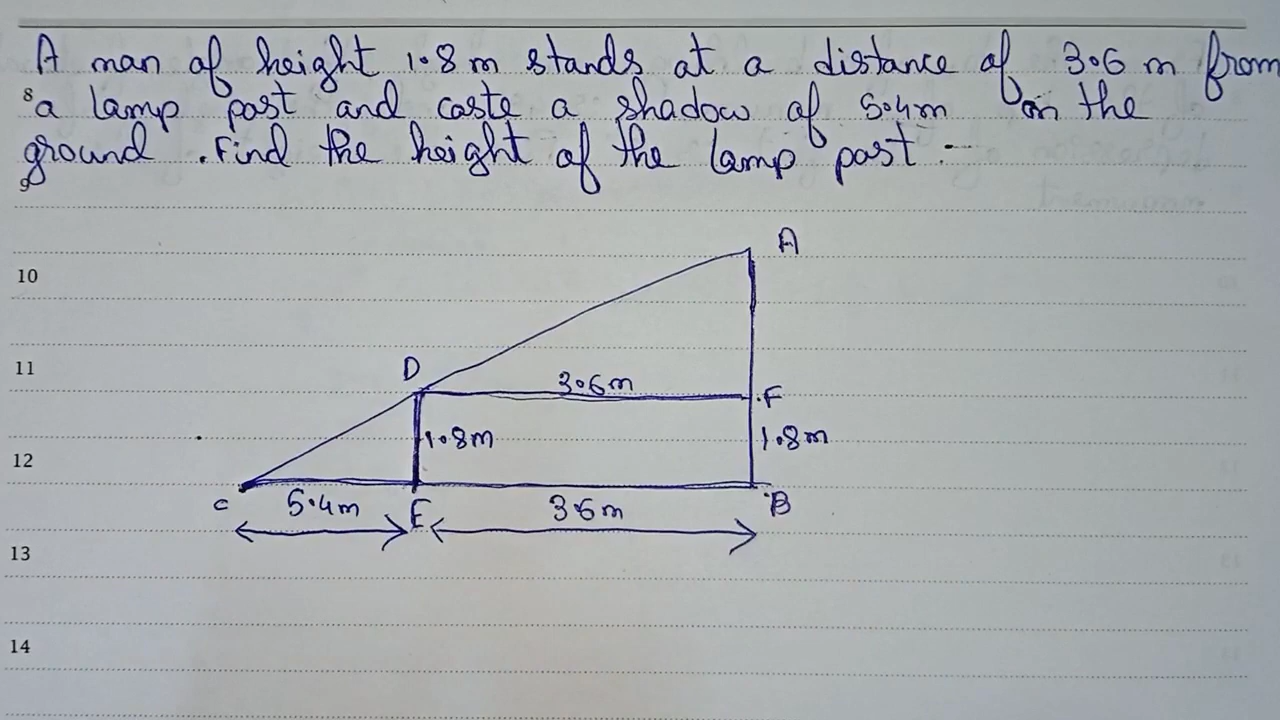 A man of height 1.8 m stands at a distance of 3.6 m from
8
a lamp post and caste a shadow of 5.4m on the
ground. Find the height of the lamp post :-
9
A
10
11
D
3.6m
F
1.8m
1.8m
12
C
5.4m
E
3.6m
B
13
14